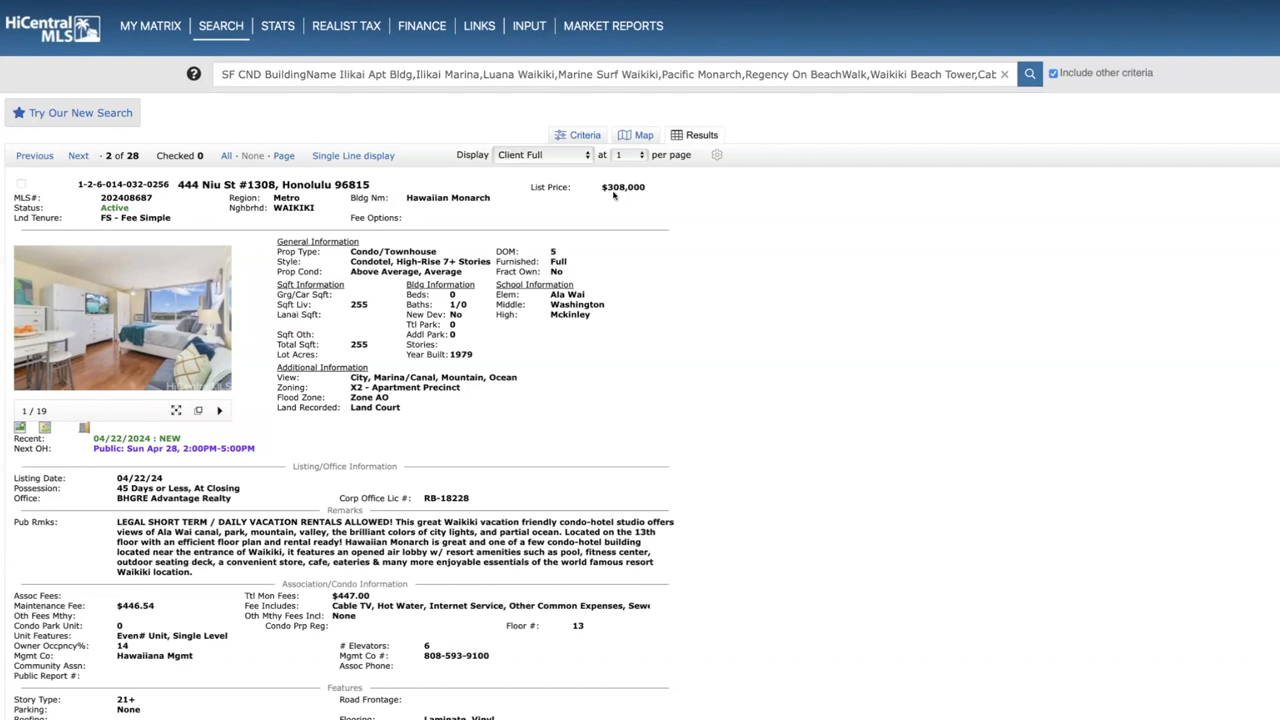 HiCentral MLS
MY MATRIX SEARCH STATS REALIST TAX FINANCE LINKS INPUT MARKET REPORTS
SF CND BuildingName Ilikai Apt Bldg,Ilikai Marina,Luana Waikiki,Marine Surf Waikiki,Pacific Monarch,Regency On BeachWalk,Waikiki Beach Tower,Cat
Include other criteria
Try Our New Search
Criteria Map Results
Previous Next · 2 of 28 Checked 0 All · None · Page Single Line display Display Client Full at 1 per page
1-2-6-014-032-0256 444 Niu St #1308, Honolulu 96815 List Price: $308,000
MLS#: 202408687 Region: Metro Bldg Nm: Hawaiian Monarch
Status: Active Nghbrhd: WAIKIKI
Lnd Tenure: FS - Fee Simple Fee Options:
General Information
Prop Type: Condo/Townhouse DOM: 5
Style: Condotel, High-Rise 7+ Stories Furnished: Full
Prop Cond: Above Average, Average Fract Own: No
Sqft Information Bldg Information School Information
Grg/Car Sqft: Beds: 0 Elem: Ala Wai
Sqft Liv: 255 Baths: 1/0 Middle: Washington
Lanai Sqft: New Dev: No High: Mckinley
Ttl Park: 0
Sqft Oth: Addl Park: 0
Total Sqft: 255 Stories:
Lot Acres: Year Built: 1979
Additional Information
View: City, Marina/Canal, Mountain, Ocean
Zoning: X2 - Apartment Precinct
Flood Zone: Zone AO
Land Recorded: Land Court
HiCentral MLS
1 / 19
Recent: 04/22/2024 : NEW
Next OH: Public: Sun Apr 28, 2:00PM-5:00PM
Listing/Office Information
Listing Date: 04/22/24
Possession: 45 Days or Less, At Closing
Office: BHGRE Advantage Realty Corp Office Lic #: RB-18228
Remarks
Pub Rmks: LEGAL SHORT TERM / DAILY VACATION RENTALS ALLOWED! This great Waikiki vacation friendly condo-hotel studio offers
views of Ala Wai canal, park, mountain, valley, the brilliant colors of city lights, and partial ocean. Located on the 13th
floor with an efficient floor plan and rental ready! Hawaiian Monarch is great and one of a few condo-hotel building
located near the entrance of Waikiki, it features an opened air lobby w/ resort amenities such as pool, fitness center,
outdoor seating deck, a convenient store, cafe, eateries & many more enjoyable essentials of the world famous resort
Waikiki location.
Association/Condo Information
Assoc Fees: Ttl Mon Fees: $447.00
Maintenance Fee: $446.54 Fee Includes: Cable TV, Hot Water, Internet Service, Other Common Expenses, Sewe
Oth Fees Mthy: Oth Mthy Fees Incl: None
Condo Park Unit: 0 Condo Prp Reg: Floor #: 13
Unit Features: Even# Unit, Single Level
Owner Occpncy%: 14 # Elevators: 6
Mgmt Co: Hawaiiana Mgmt Mgmt Co #: 808-593-9100
Community Assn: Assoc Phone:
Public Report #:
Features
Story Type: 21+ Road Frontage:
Parking: None
Roofing: Flooring: Laminate, Vinyl